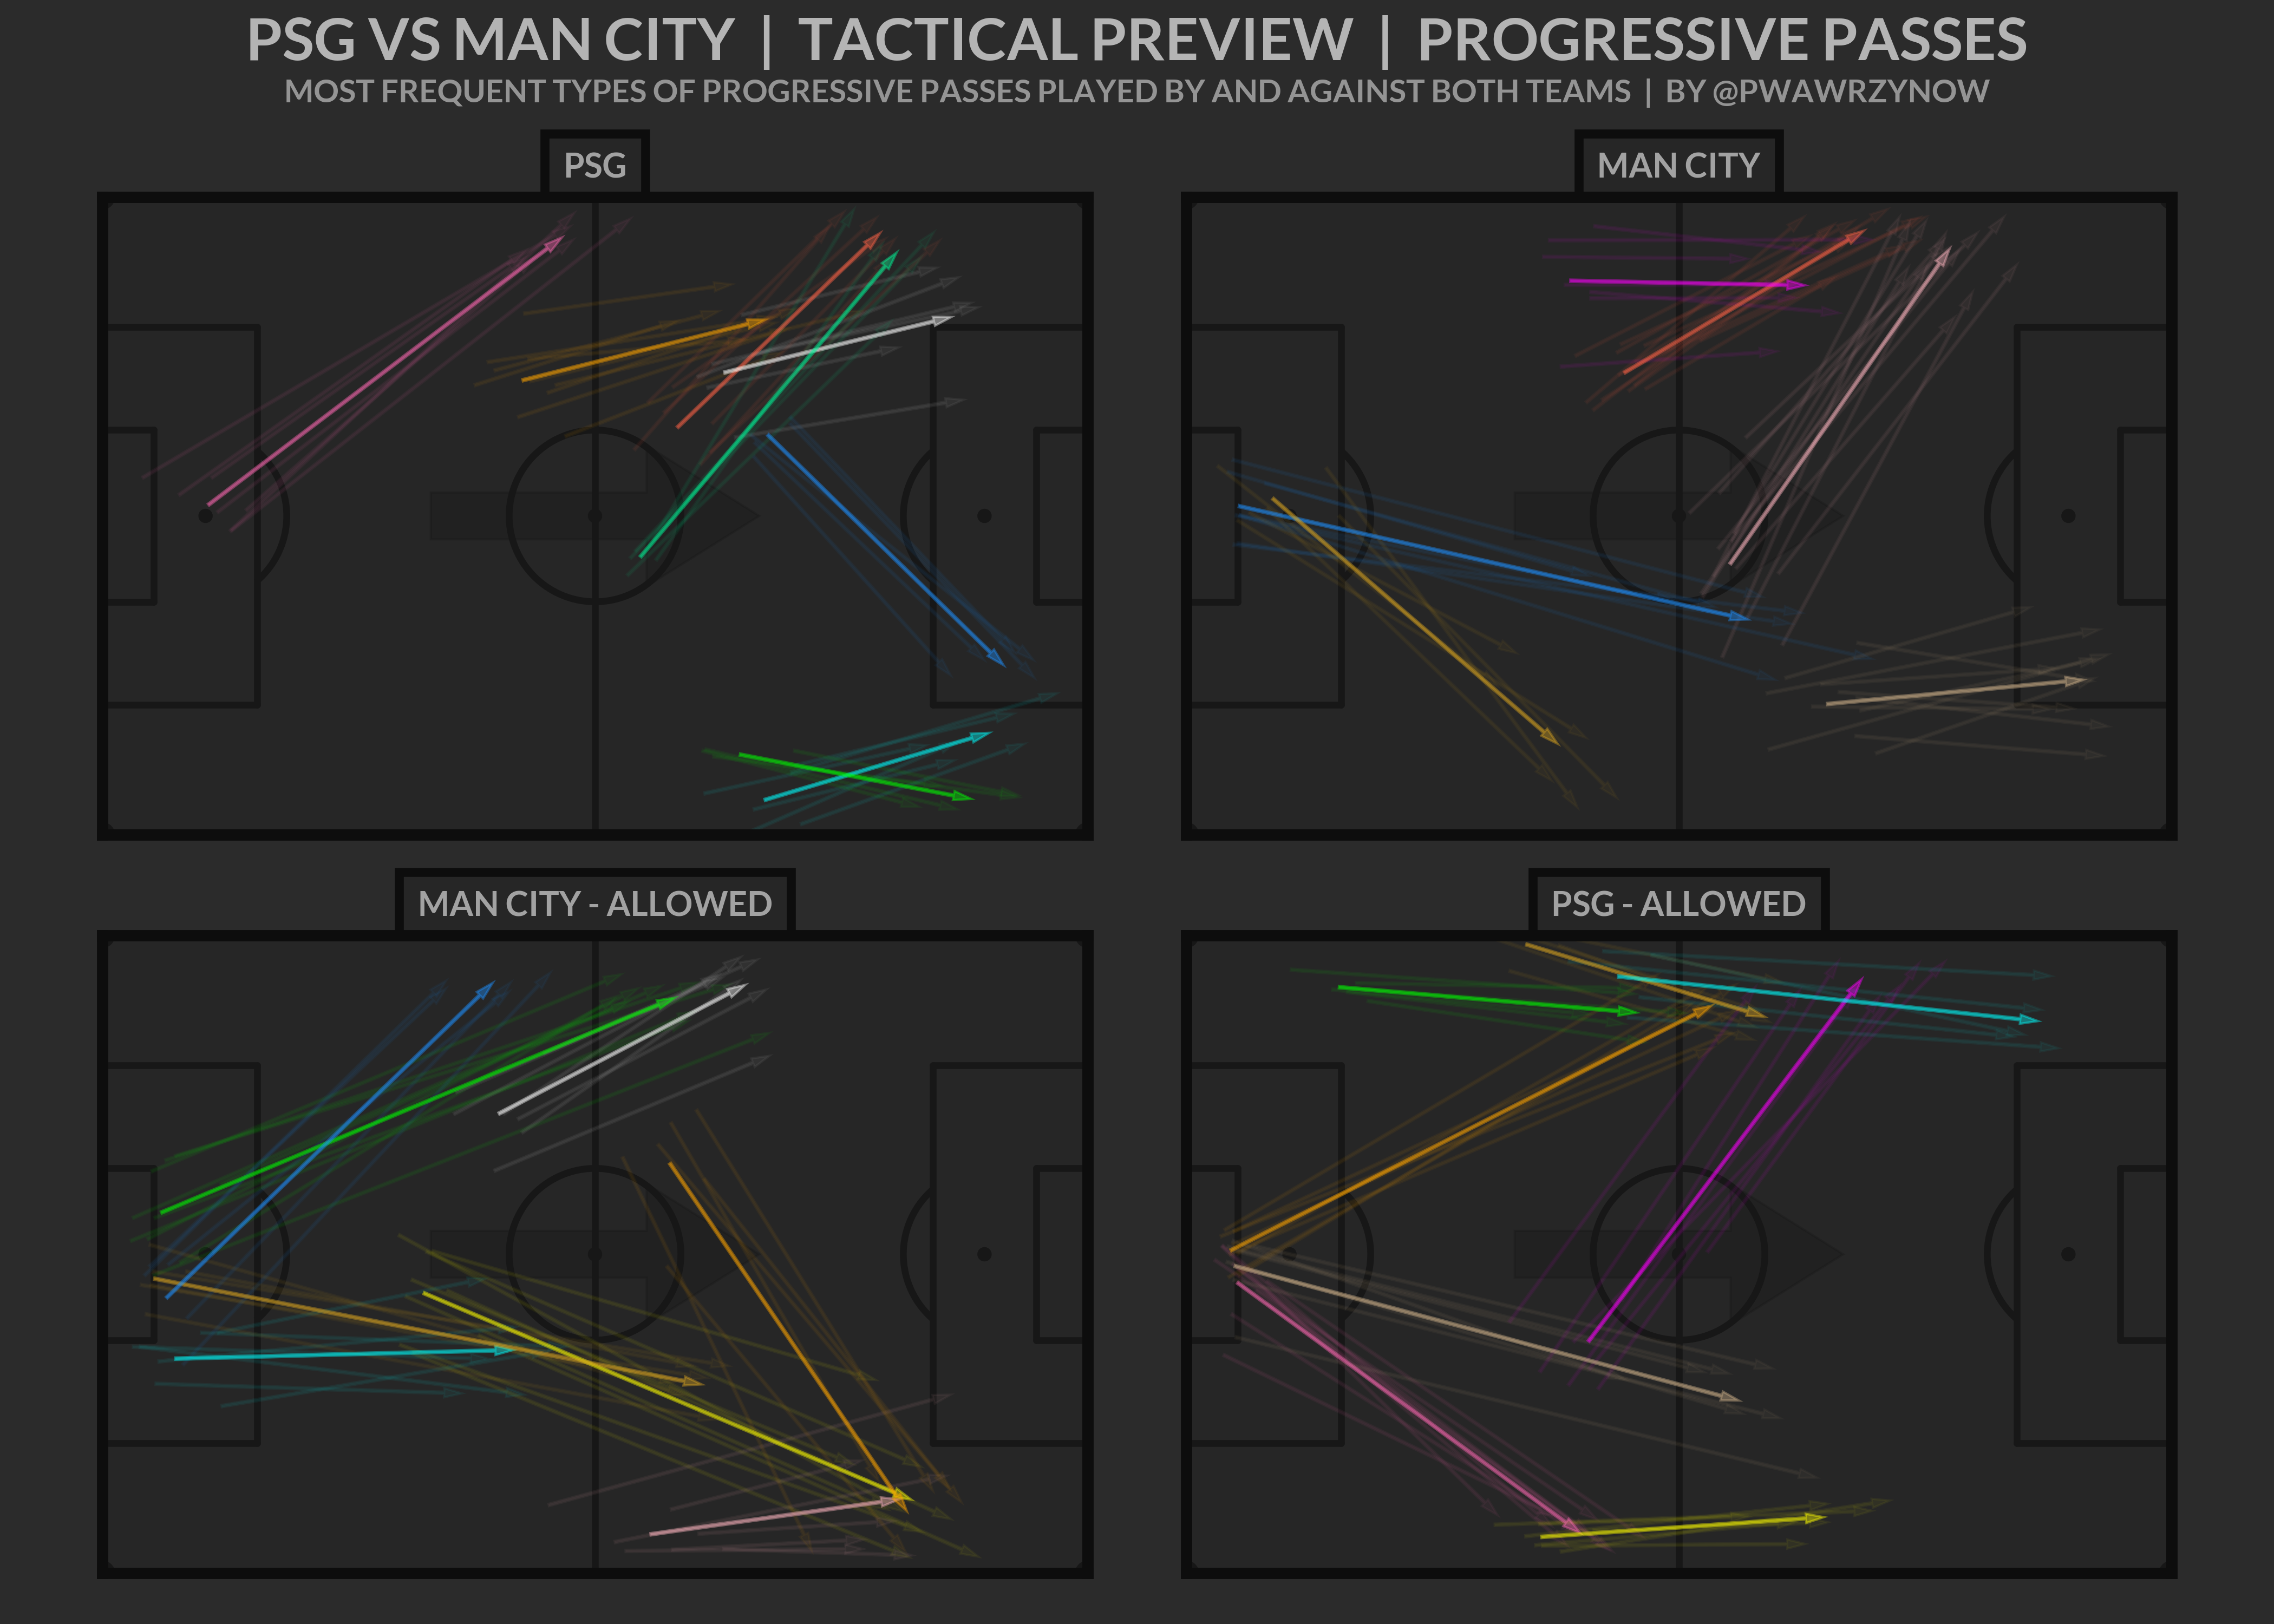 PSG VS MAN CITY | TACTICAL PREVIEW | PROGRESSIVE PASSES
MOST FREQUENT TYPES OF PROGRESSIVE PASSES PLAYED BY AND AGAINST BOTH TEAMS | BY @PWAWRZYNOW
PSG
MAN CITY
MAN CITY - ALLOWED
PSG - ALLOWED